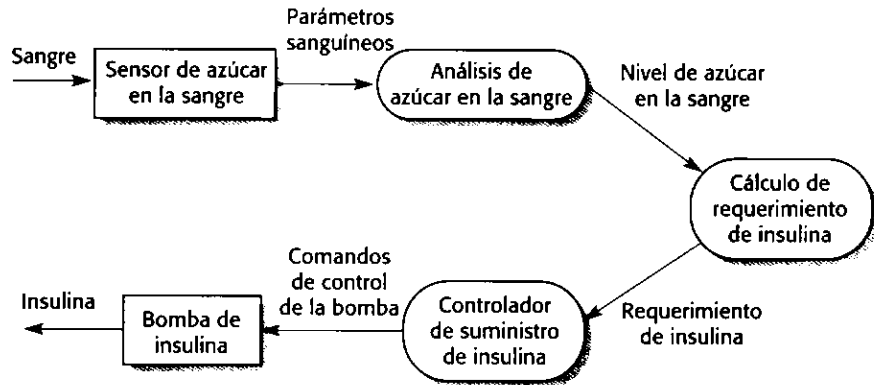 Sangre
Sensor de azúcar
en la sangre
Parámetros
sanguíneos
Análisis de
azúcar en la sangre
Nivel de azúcar
en la sangre
Cálculo de
requerimiento
de insulina
Requerimiento
de insulina
Controlador
de suministro
de insulina
Comandos
de control
de la bomba
Bomba de
insulina
Insulina